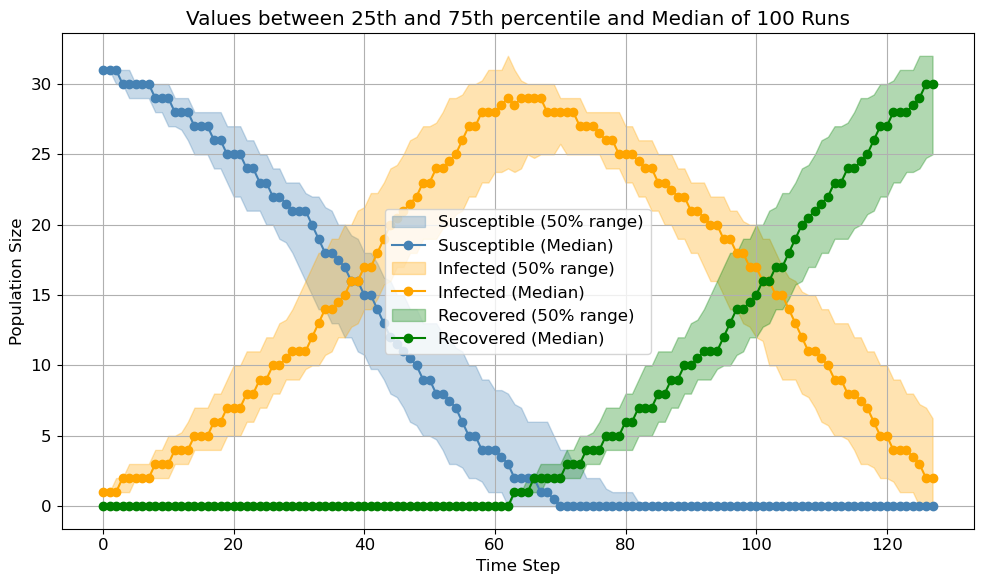 Values between 25th and 75th percentile and Median of 100 Runs
Population Size
30
25
20
15
10
5
0
Susceptible (50% range)
Susceptible (Median)
Infected (50% range)
Infected (Median)
Recovered (50% range)
Recovered (Median)
0 20 40 60 80 100 120
Time Step